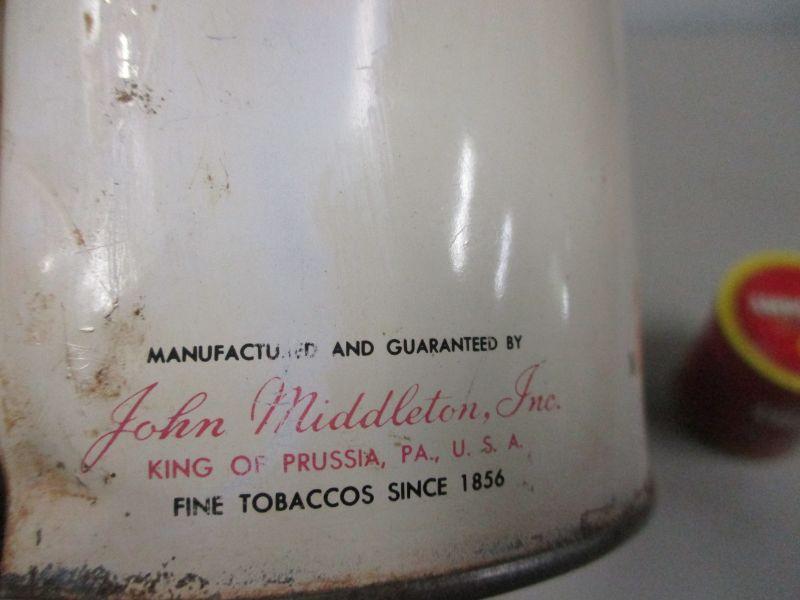 MANUFACTURED AND GUARANTEED BY
John Middleton, Inc.
KING OF PRUSSIA, PA., U. S. A.
FINE TOBACCOS SINCE 1856